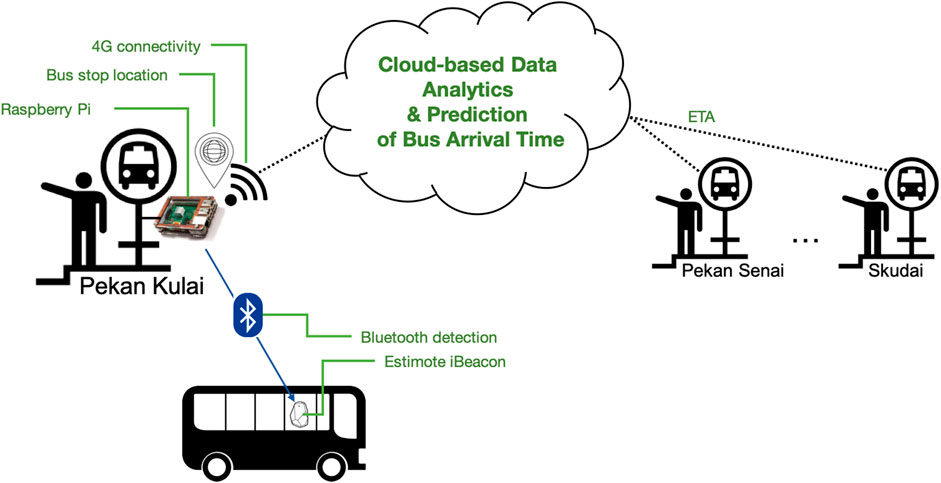 4G connectivity
Bus stop location
Raspberry Pi
Cloud-based Data
Analytics
& Prediction
of Bus Arrival Time
ETA
Pekan Kulai
Pekan Senai
...
Skudai
Bluetooth detection
Estimote iBeacon